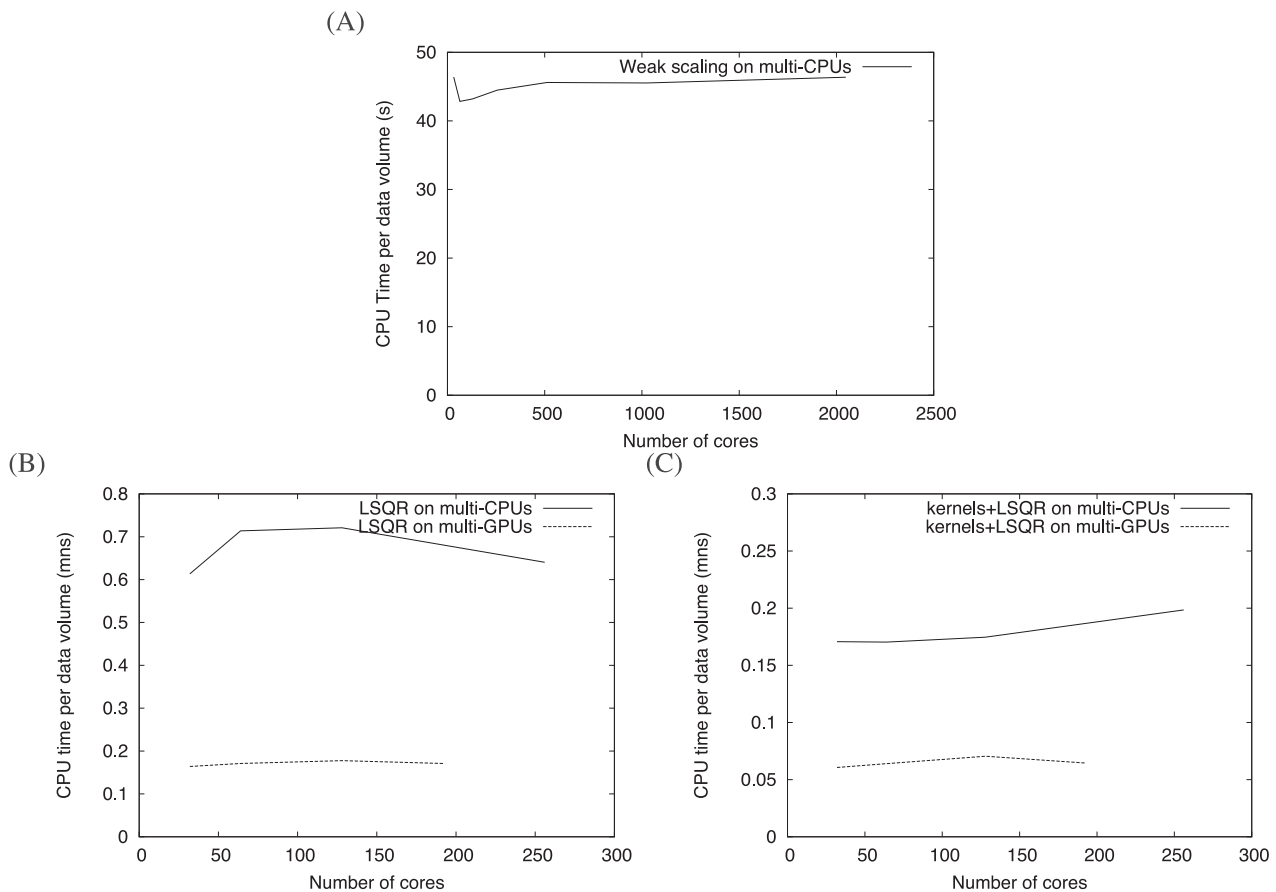 (A)
50
40
30
20
10
0
CPU Time per data volume (s)
Weak scaling on multi-CPUs
0 500 1000 1500 2000 2500
Number of cores
(B)
0.8
0.7
0.6
0.5
0.4
0.3
0.2
0.1
0
CPU time per data volume (mns)
LSQR on multi-CPUs
LSQR on multi-GPUs
0 50 100 150 200 250 300
Number of cores
(C)
0.3
0.25
0.2
0.15
0.1
0.05
0
CPU time per data volume (mns)
kernels+LSQR on multi-CPUs
kernels+LSQR on multi-GPUs
0 50 100 150 200 250 300
Number of cores